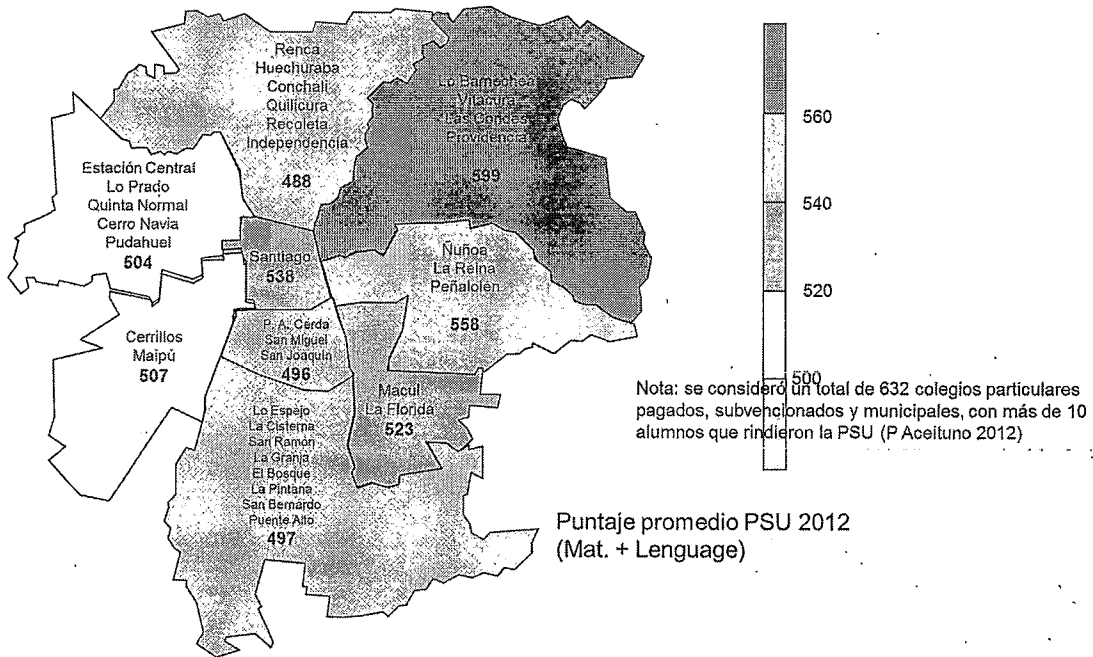 Renca
Huechuraba
Conchalí
Quilicura
Recoleta
Independencia
488
Lo Barnechea
Vitacura
Las Condes
Providencia
599
Estación Central
Lo Prado
Quinta Normal
Cerro Navia
Pudahuel
504
Santiago
538
Ñuñoa
La Reina
Peñalolen
558
Cerrillos
Maipú
507
P. A. Cerda
San Miguel
San Joaquin
496
Macul
La Florida
523
Lo Espejo
La Cisterna
San Ramón
La Granja
El Bosque
La Pintana
San Bernardo
Puente Alto
497
560
540
520
500
Nota: se consideró un total de 632 colegios particulares
pagados, subvencionados y municipales, con más de 10
alumnos que rindieron la PSU (P Aceituno 2012)
Puntaje promedio PSU 2012
(Mat. + Lenguage)